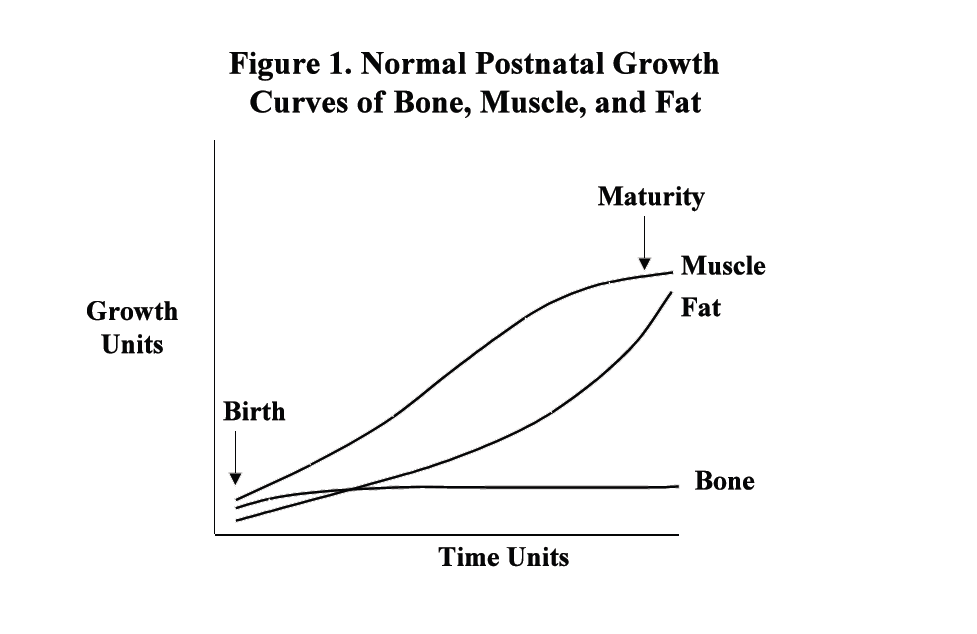 Figure 1. Normal Postnatal Growth
Curves of Bone, Muscle, and Fat
Maturity
Muscle
Fat
Growth
Units
Birth
Bone
Time Units